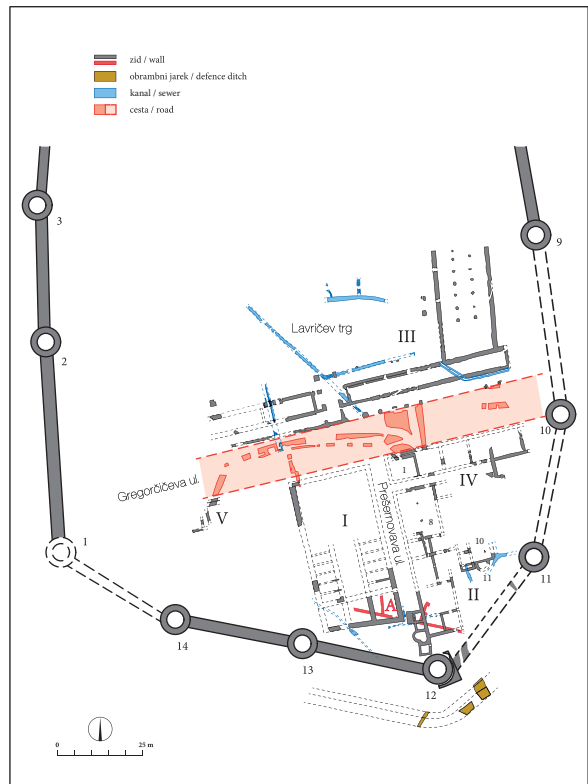 zid / wall
obrambni jarek / defence ditch
kanal / sewer
cesta / road
3
9
Lavričev trg
III
2
10
Gregorčičeva ul.
V
1
IV
I
Prešernovava ul.
8
1
10
11
II
11
A
14
13
12
0 25 m